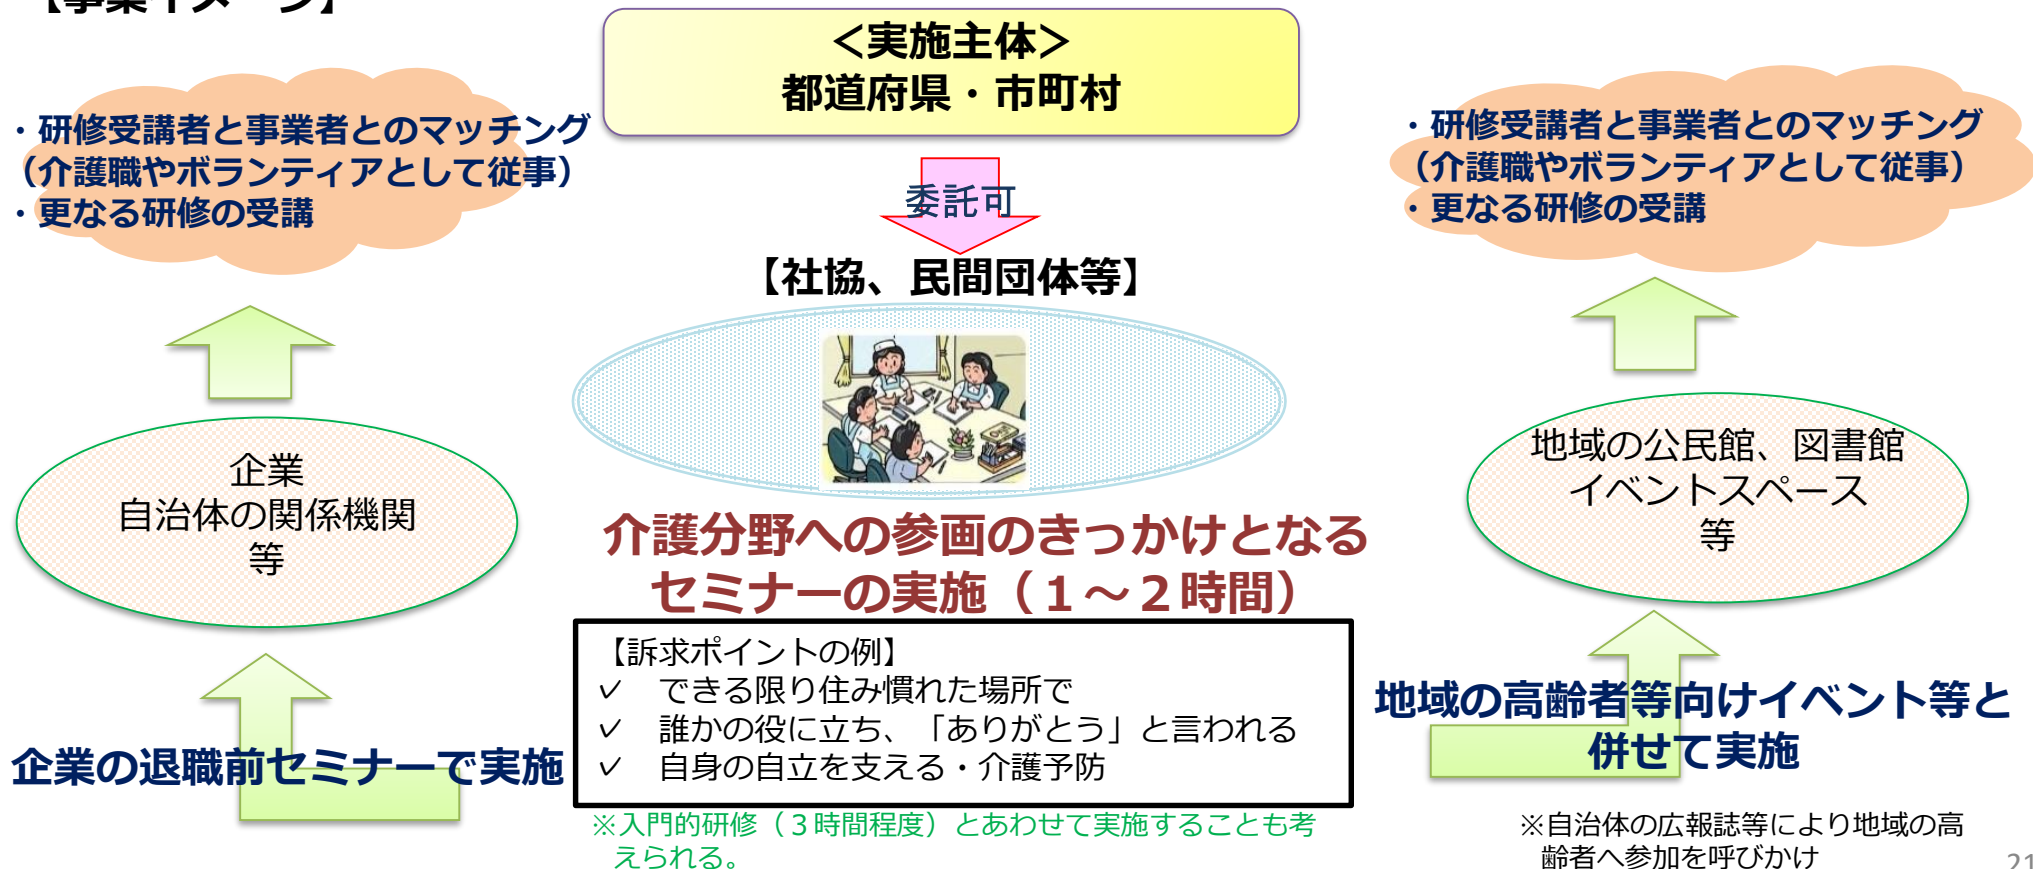 【事業イメージ】
＜実施主体＞
都道府県・市町村
・研修受講者と事業者とのマッチング
（介護職やボランティアとして従事）
・更なる研修の受講
委託可
・研修受講者と事業者とのマッチング
（介護職やボランティアとして従事）
・更なる研修の受講
【社協、民間団体等】
企業
自治体の関係機関
等
地域の公民館、図書館
イベントスペース
等
介護分野への参画のきっかけとなる
セミナーの実施（１～２時間）
【訴求ポイントの例】
✓　できる限り住み慣れた場所で
✓　誰かの役に立ち、「ありがとう」と言われる
✓　自身の自立を支える・介護予防
企業の退職前セミナーで実施
地域の高齢者等向けイベント等と
併せて実施
※入門的研修（３時間程度）とあわせて実施することも考
えられる。
※自治体の広報誌等により地域の高
齢者へ参加を呼びかけ
21